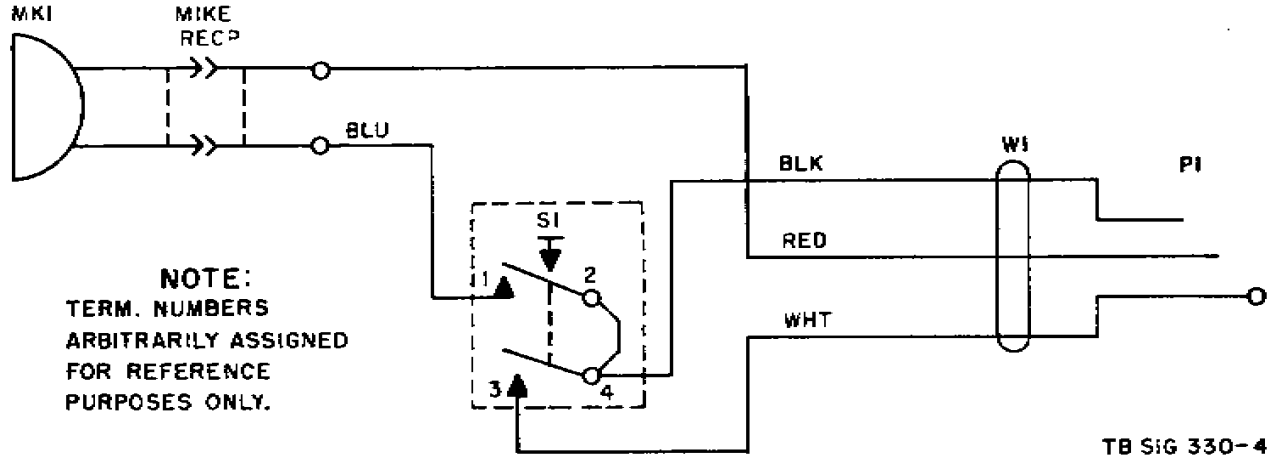 MK1
MIKE
RECP
BLU
BLK
W1
P1
S1
1
2
RED
NOTE:
TERM. NUMBERS
ARBITRARILY ASSIGNED
FOR REFERENCE
PURPOSES ONLY.
WHT
3
4
TB SIG 330-4